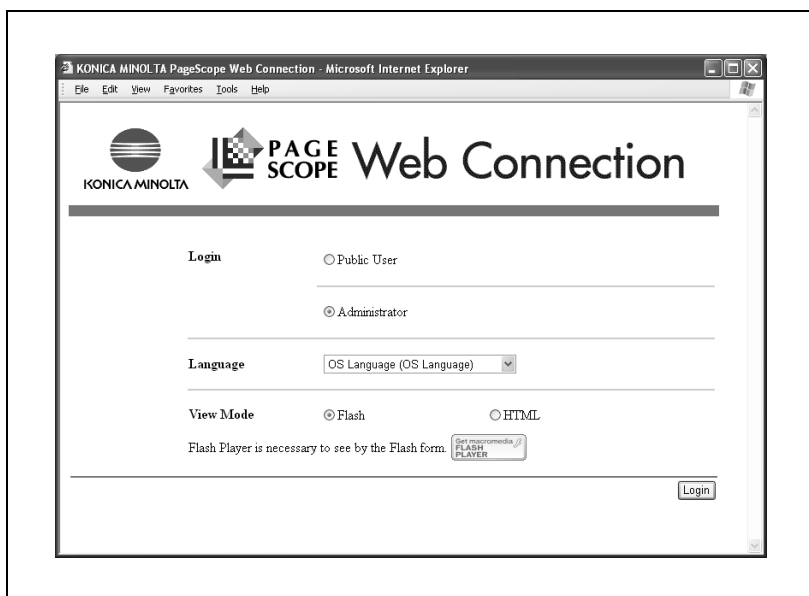 KONICA MINOLTA PageScope Web Connection - Microsoft Internet Explorer
File Edit View Favorites Tools Help
KONICA MINOLTA
PAGE SCOPE Web Connection
Login
Public User
Administrator
Language
OS Language (OS Language)
View Mode
Flash
HTML
Flash Player is necessary to see by the Flash form.
Get macromedia
FLASH
PLAYER
Login